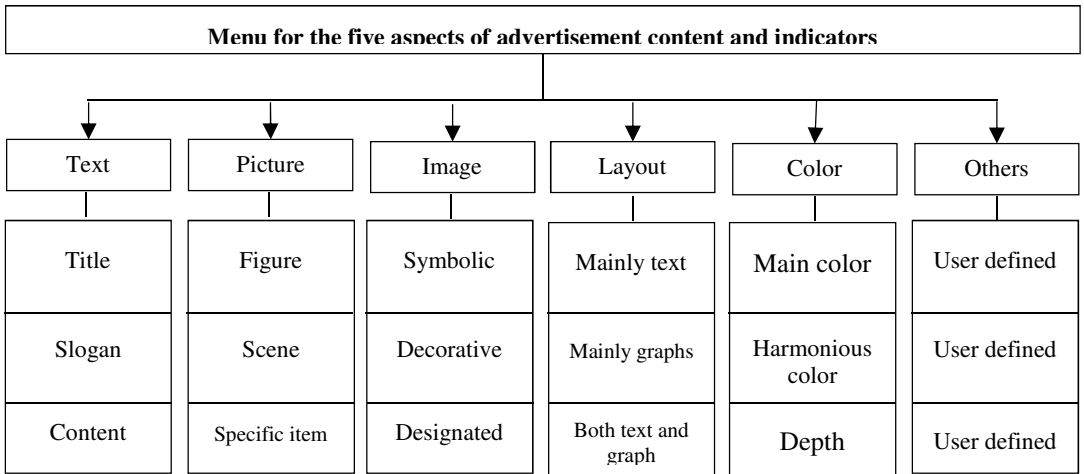 Menu for the five aspects of advertisement content and indicators
Text
Picture
Image
Layout
Color
Others
Title
Figure
Symbolic
Mainly text
Main color
User defined
Slogan
Scene
Decorative
Mainly graphs
Harmonious
color
User defined
Content
Specific item
Designated
Both text and
graph
Depth
User defined